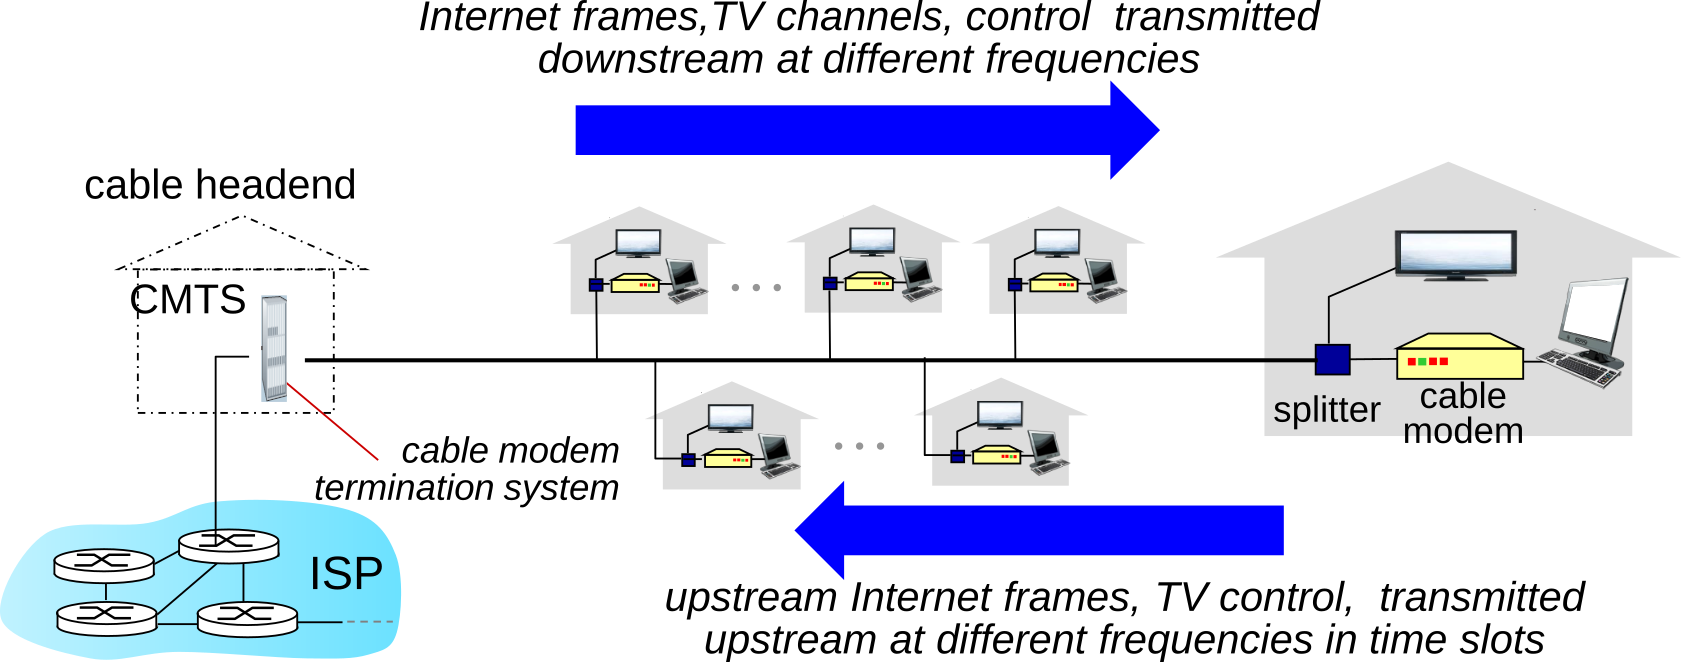 Internet frames,TV channels, control  transmitted
downstream at different frequencies
cable headend
CMTS
splitter
cable
modem
cable modem
termination system
ISP
upstream Internet frames, TV control,  transmitted
upstream at different frequencies in time slots